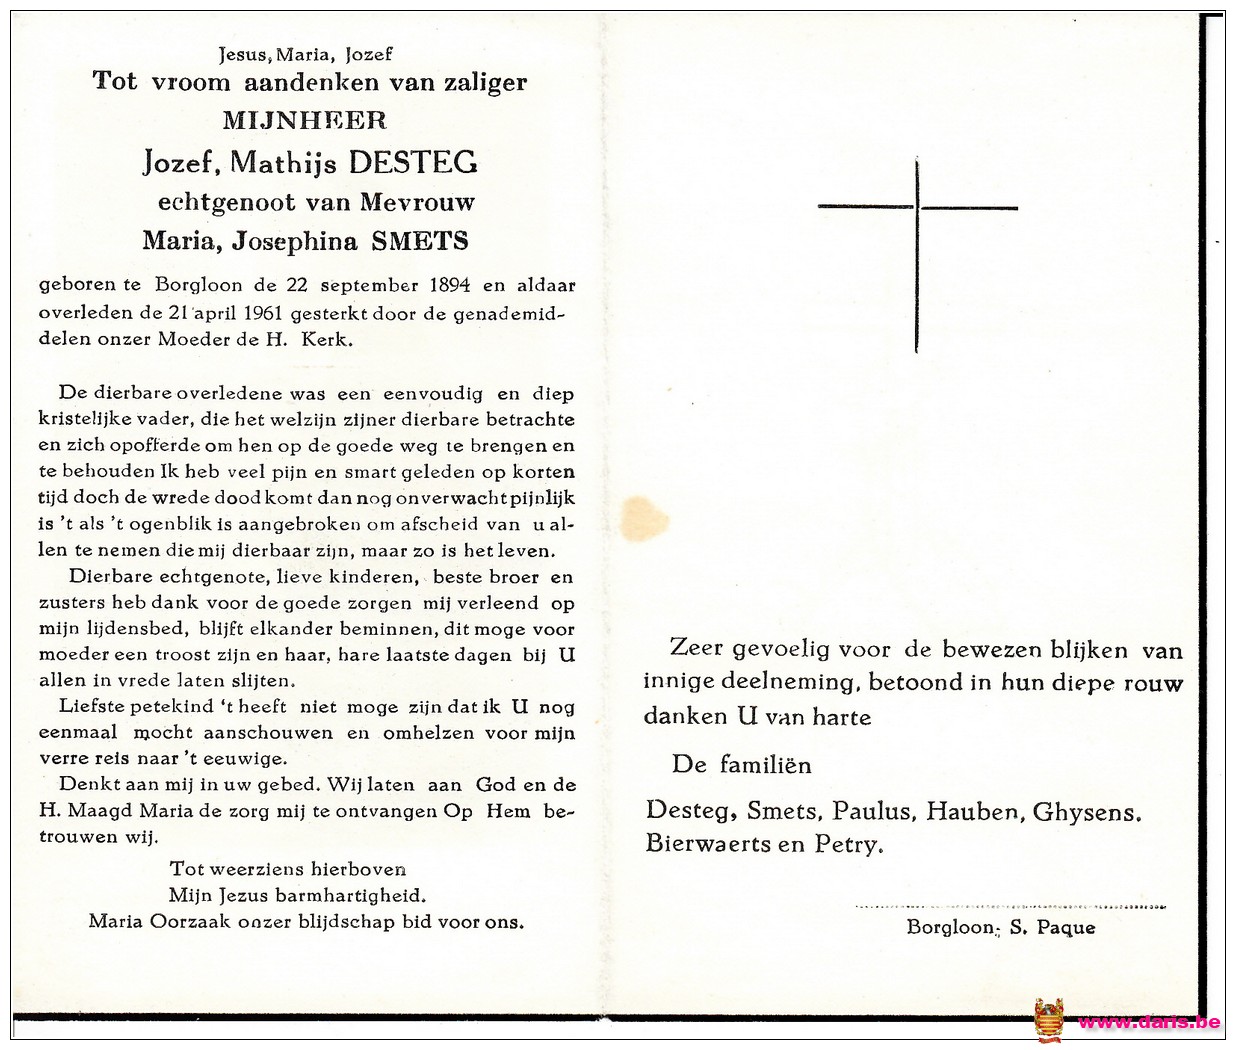 Jesus, Maria, Jozef
Tot vroom aandenken van zaliger
MIJNHEER
Jozef, Mathijs DESTEG
echtgenoot van Mevrouw
Maria, Josephina SMETS
geboren te Borgloon de 22 september 1894 en aldaar
overleden de 21 april 1961 gesterkt door de genademid-
delen onzer Moeder de H. Kerk.
De dierbare overledene was een eenvoudig en diep
kristelijke vader, die het welzijn zijner dierbare betrachte
en zich opofferde om hen op de goede weg te brengen en
te behouden Ik heb veel pijn en smart geleden op korten
tijd doch de wrede dood komt dan nog onverwacht pijnlijk
is 't als 't ogenblik is aangebroken om afscheid van u al-
len te nemen die mij dierbaar zijn, maar zo is het leven.
Dierbare echtgenote, lieve kinderen, beste broer en
zusters heb dank voor de goede zorgen mij verleend op
mijn lijdensbed, blijft elkander beminnen, dit moge voor
moeder een troost zijn en haar, hare laatste dagen bij U
allen in vrede laten slijten.
Liefste petekind 't heeft niet moge zijn dat ik U nog
eenmaal mocht aanschouwen en omhelzen voor mijn
verre reis naar 't eeuwige.
Denkt aan mij in uw gebed. Wij laten aan God en de
H. Maagd Maria de zorg mij te ontvangen Op Hem be-
trouwen wij.
Tot weerziens hierboven
Mijn Jezus barmhartigheid.
Maria Oorzaak onzer blijdschap bid voor ons.
Zeer gevoelig voor de bewezen blijken van
innige deelneming, betoond in hun diepe rouw
danken U van harte
De familiën
Desteg, Smets, Paulus, Hauben, Ghysens.
Bierwaerts en Petry.
Borgloon; S. Paque
www.daris.be